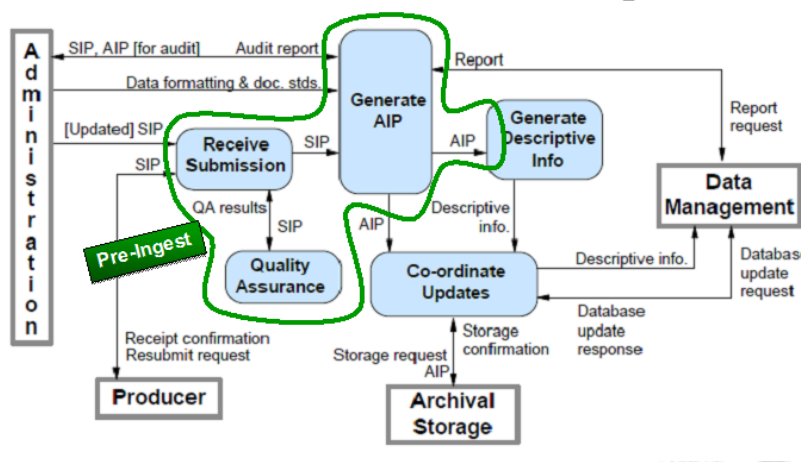 Administration
SIP, AIP [for audit]
Audit report
Data formatting & doc. stds.
[Updated] SIP
SIP
Receive
Submission
SIP
QA results
SIP
Quality
Assurance
Pre-Ingest
Generate
AIP
Report
AIP
Generate
Descriptive
Info
Report
request
Data
Management
AIP
Descriptive
info.
Co-ordinate
Updates
Descriptive info.
Database
update
request
Database
update
response
Receipt confirmation
Resubmit request
Storage request
AIP
Storage
confirmation
Producer
Archival
Storage